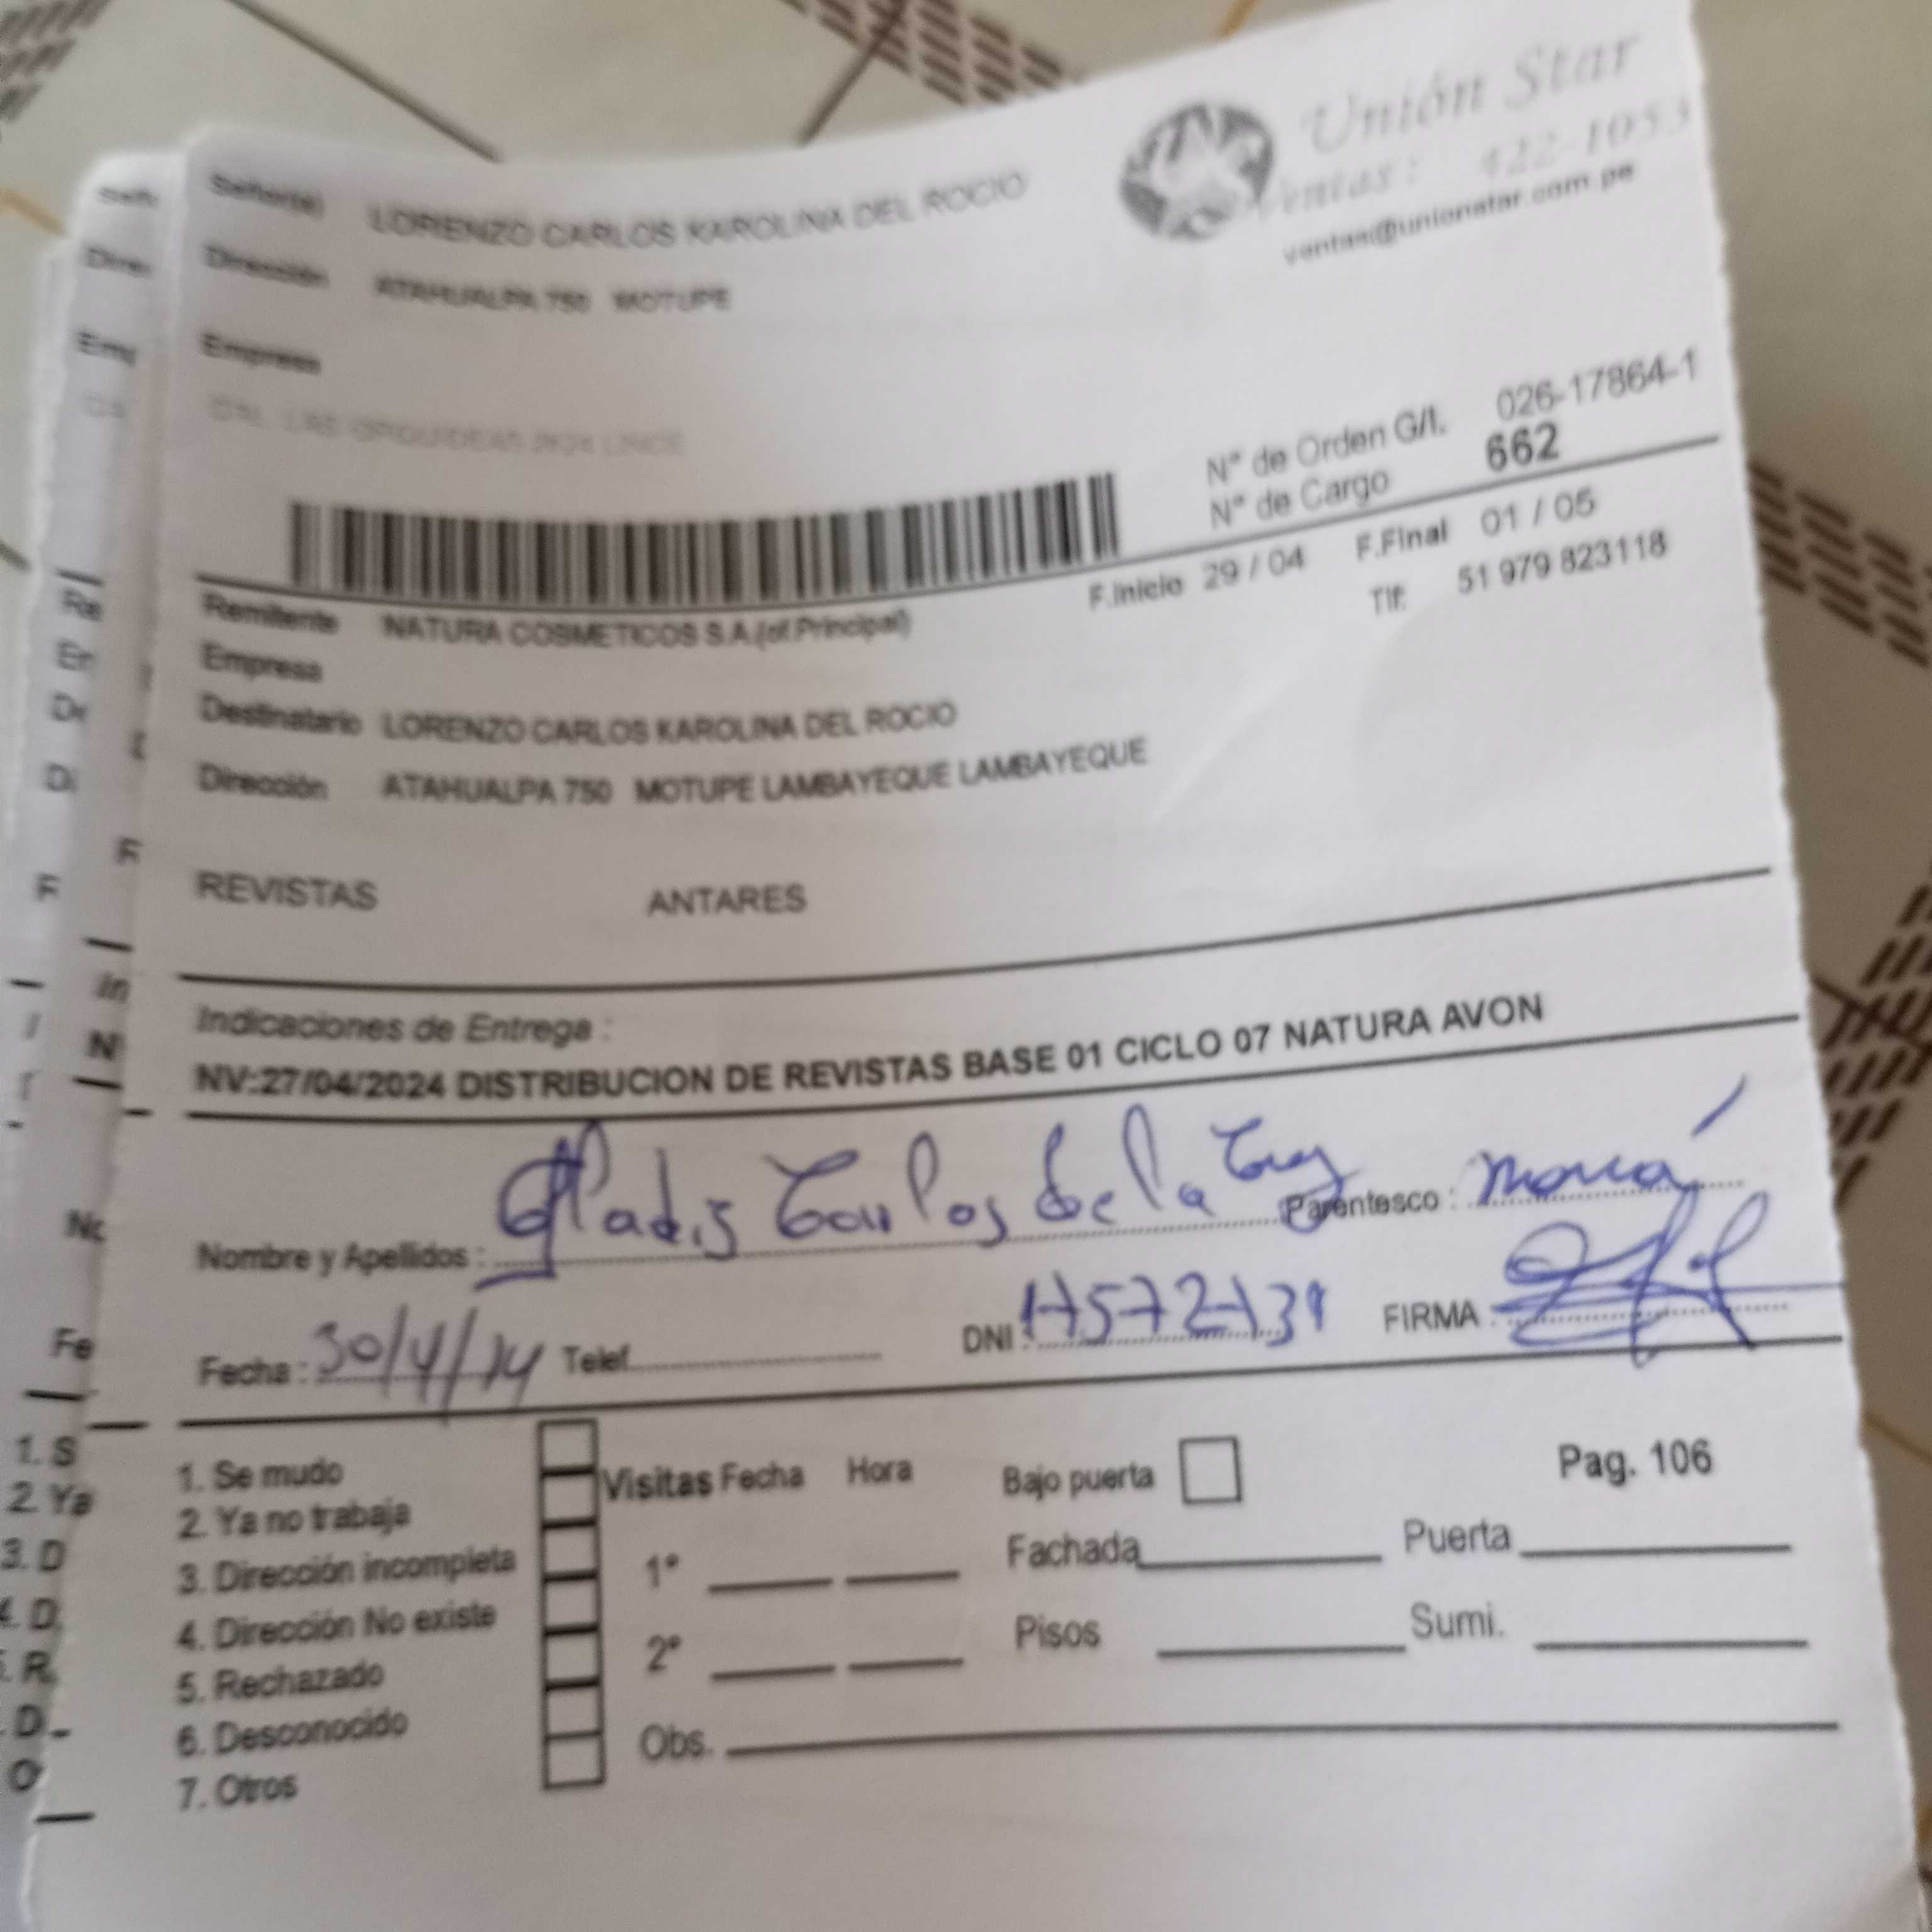 Unión Star
Ventas: 422-1053
ventas@unionstar.com.pe
Señor(a) LORENZO CARLOS KAROLINA DEL ROCIO
Dirección ATAHUALPA 750 MOTUPE
Empresa
CAL. LAS ORQUIDEAS 2624 LINCE
N° de Orden G/I. 026-17864-1
N° de Cargo 662
F.Inicio 29 / 04 F.Final 01 / 05
Remitente NATURA COSMETICOS S.A.(of.Principal) Tlf: 51 979 823118
Empresa
Destinatario LORENZO CARLOS KAROLINA DEL ROCIO
Dirección ATAHUALPA 750 MOTUPE LAMBAYEQUE LAMBAYEQUE
REVISTAS ANTARES
Indicaciones de Entrega :
NV:27/04/2024 DISTRIBUCION DE REVISTAS BASE 01 CICLO 07 NATURA AVON
Nombre y Apellidos : Gladis Carlos de la Cruz Parentesco : mamá
Fecha : 30/4/24 Telef. DNI : 17572139 FIRMA :
1. Se mudo
2. Ya no trabaja
3. Dirección incompleta
4. Dirección No existe
5. Rechazado
6. Desconocido
7. Otros
Visitas Fecha Hora
1°
2°
Obs.
Bajo puerta
Fachada Puerta
Pisos Sumi.
Pag. 106